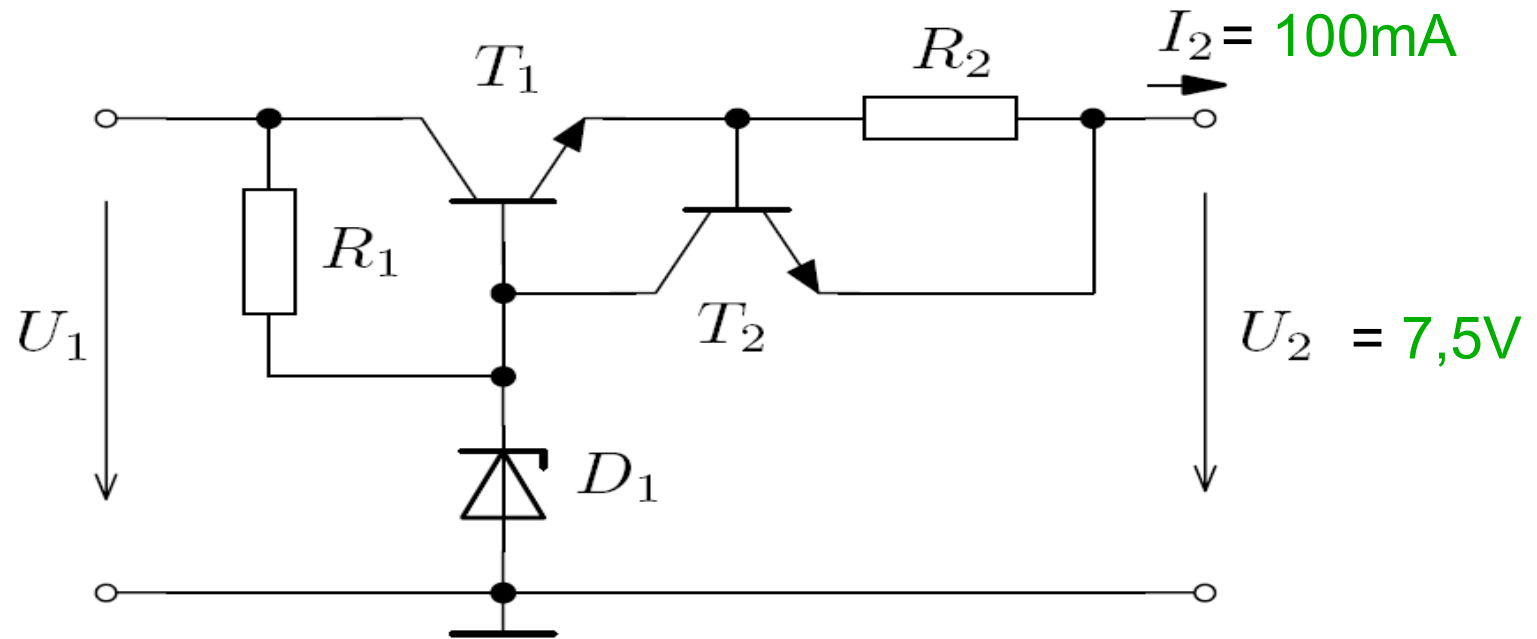 I₂ = 100mA
T₁
R₂
R₁
T₂
U₁
U₂ = 7,5V
D₁